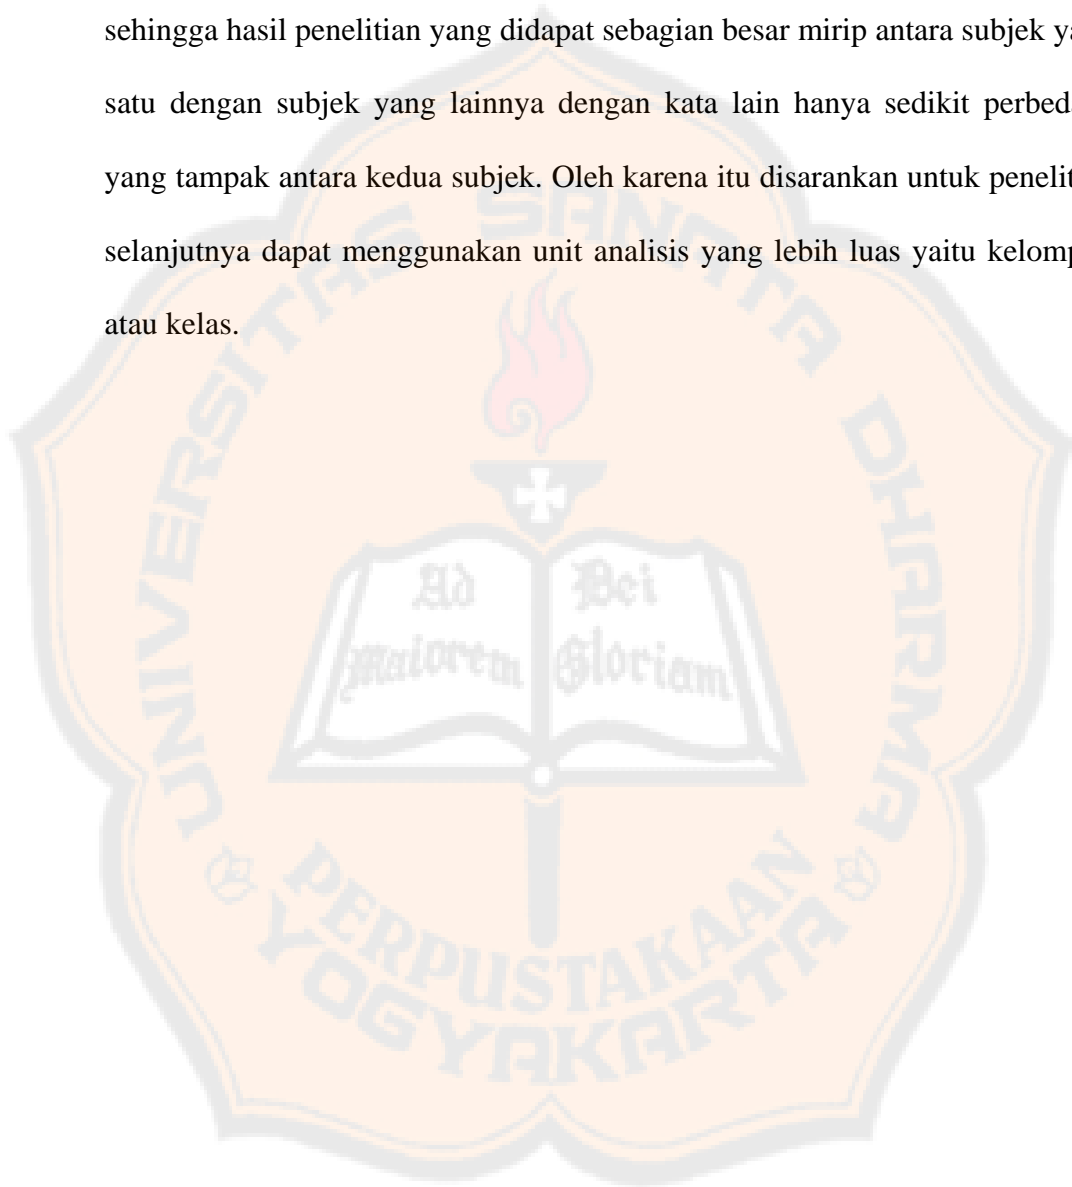 sehingga hasil penelitian yang didapat sebagian besar mirip antara subjek ya
satu dengan subjek yang lainnya dengan kata lain hanya sedikit perbeda
yang tampak antara kedua subjek. Oleh karena itu disarankan untuk penelit
selanjutnya dapat menggunakan unit analisis yang lebih luas yaitu kelomp
atau kelas.
UNIVERSITAS SANATA DHARMA
Ad Dei
Maiorem Gloriam
PERPUSTAKAAN
YOGYAKARTA